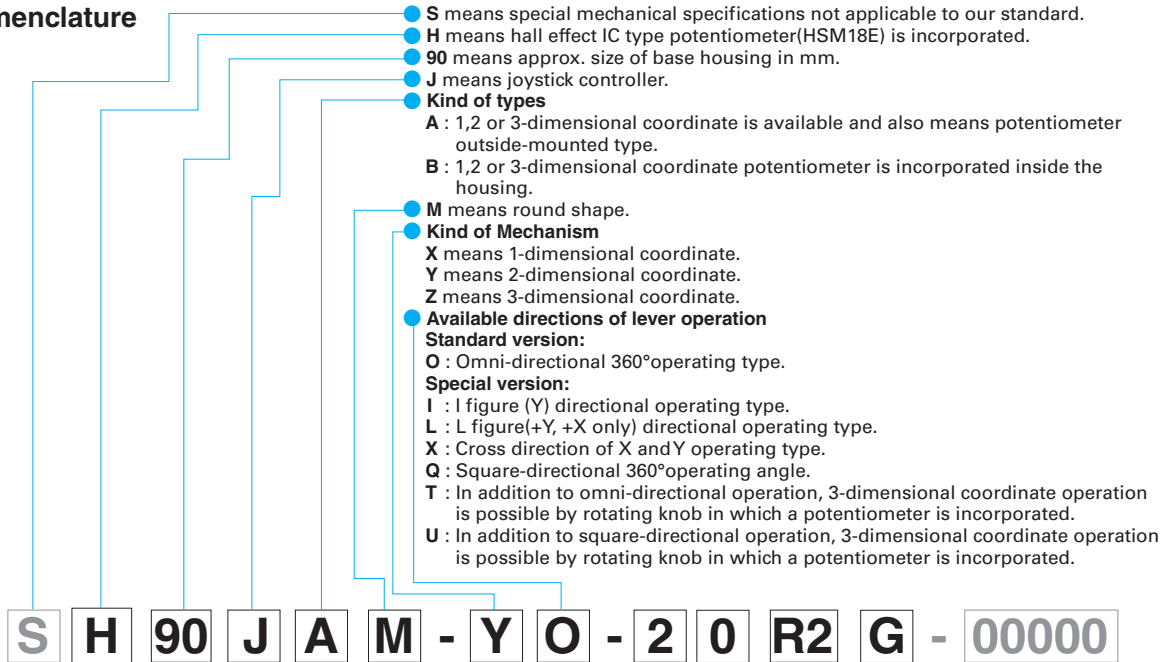 menclature
S means special mechanical specifications not applicable to our standard.
H means hall effect IC type potentiometer(HSM18E) is incorporated.
90 means approx. size of base housing in mm.
J means joystick controller.
Kind of types
A : 1,2 or 3-dimensional coordinate is available and also means potentiometer
outside-mounted type.
B : 1,2 or 3-dimensional coordinate potentiometer is incorporated inside the
housing.
M means round shape.
Kind of Mechanism
X means 1-dimensional coordinate.
Y means 2-dimensional coordinate.
Z means 3-dimensional coordinate.
Available directions of lever operation
Standard version:
O : Omni-directional 360°operating type.
Special version:
I : I figure (Y) directional operating type.
L : L figure(+Y, +X only) directional operating type.
X : Cross direction of X and Y operating type.
Q : Square-directional 360°operating angle.
T : In addition to omni-directional operation, 3-dimensional coordinate operation
is possible by rotating knob in which a potentiometer is incorporated.
U : In addition to square-directional operation, 3-dimensional coordinate operation
is possible by rotating knob in which a potentiometer is incorporated.
S H 90 J A M - Y O - 2 0 R2 G - 00000